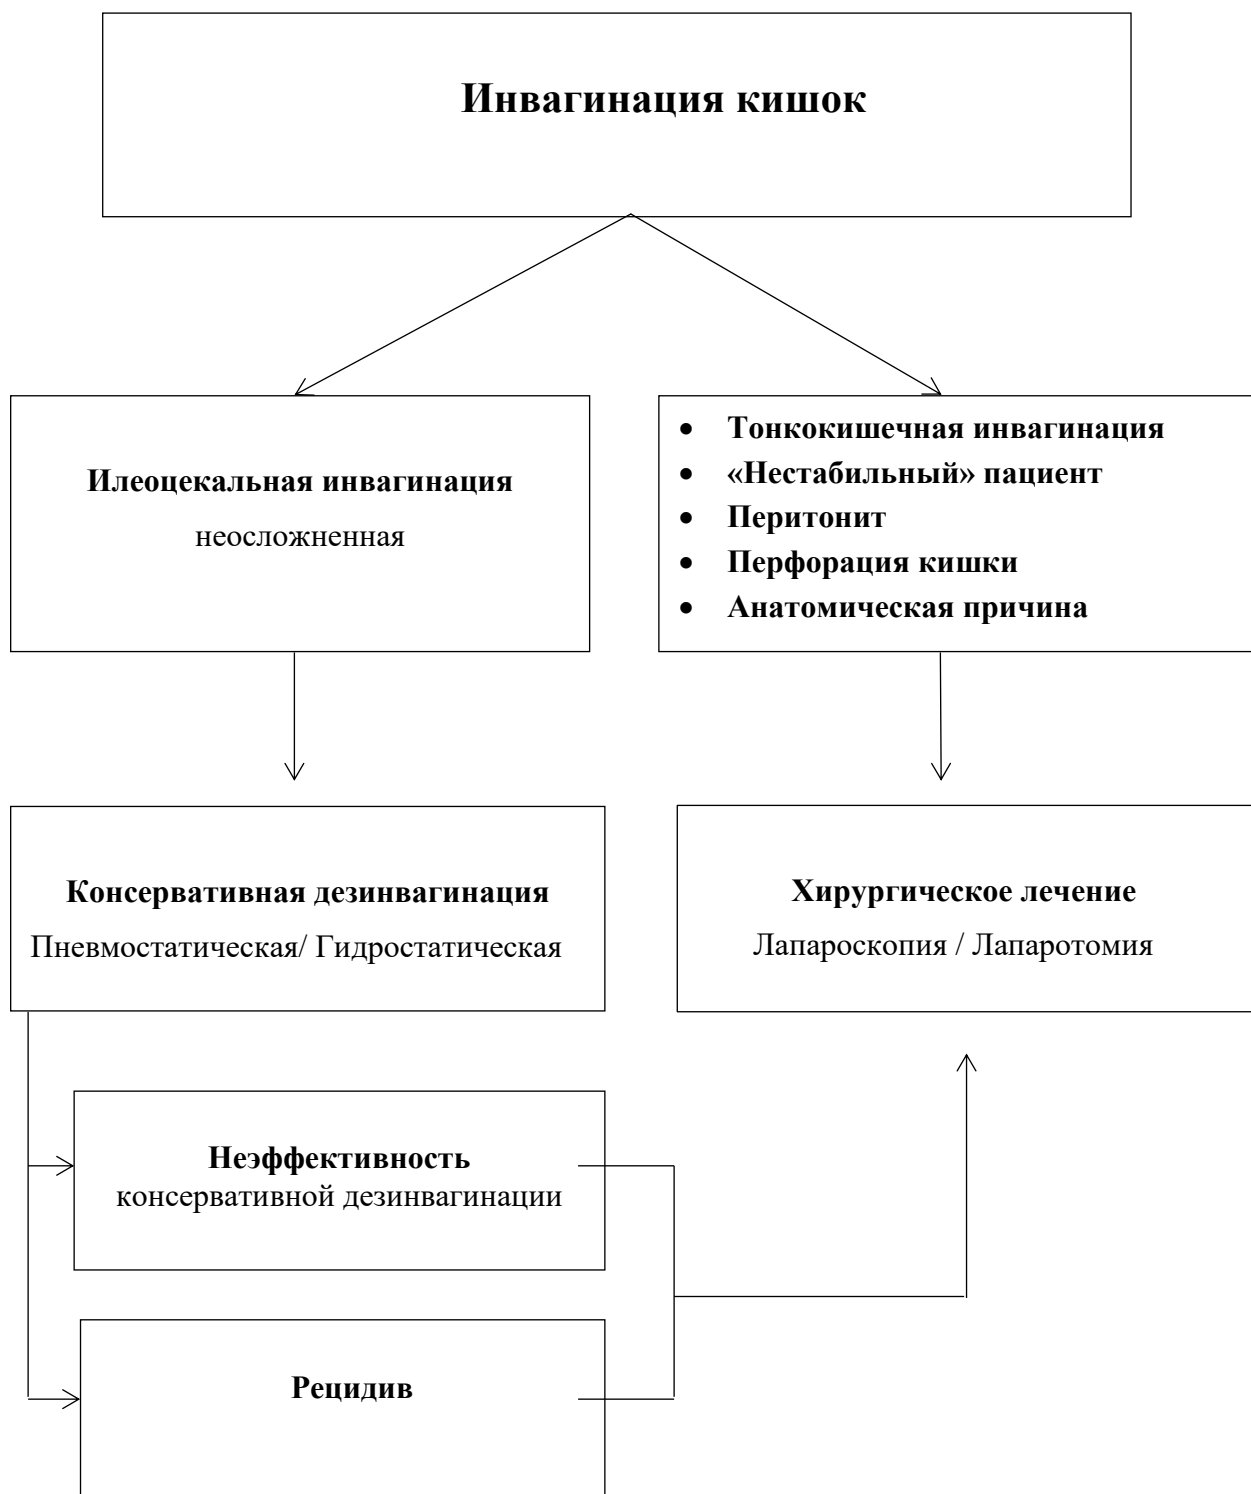 Инвагинация кишок
Илеоцекальная инвагинация
неосложненная
• Тонкокишечная инвагинация
• «Нестабильный» пациент
• Перитонит
• Перфорация кишки
• Анатомическая причина
Консервативная дезинвагинация
Пневмостатическая/ Гидростатическая
Хирургическое лечение
Лапароскопия / Лапаротомия
Неэффективность
консервативной дезинвагинации
Рецидив